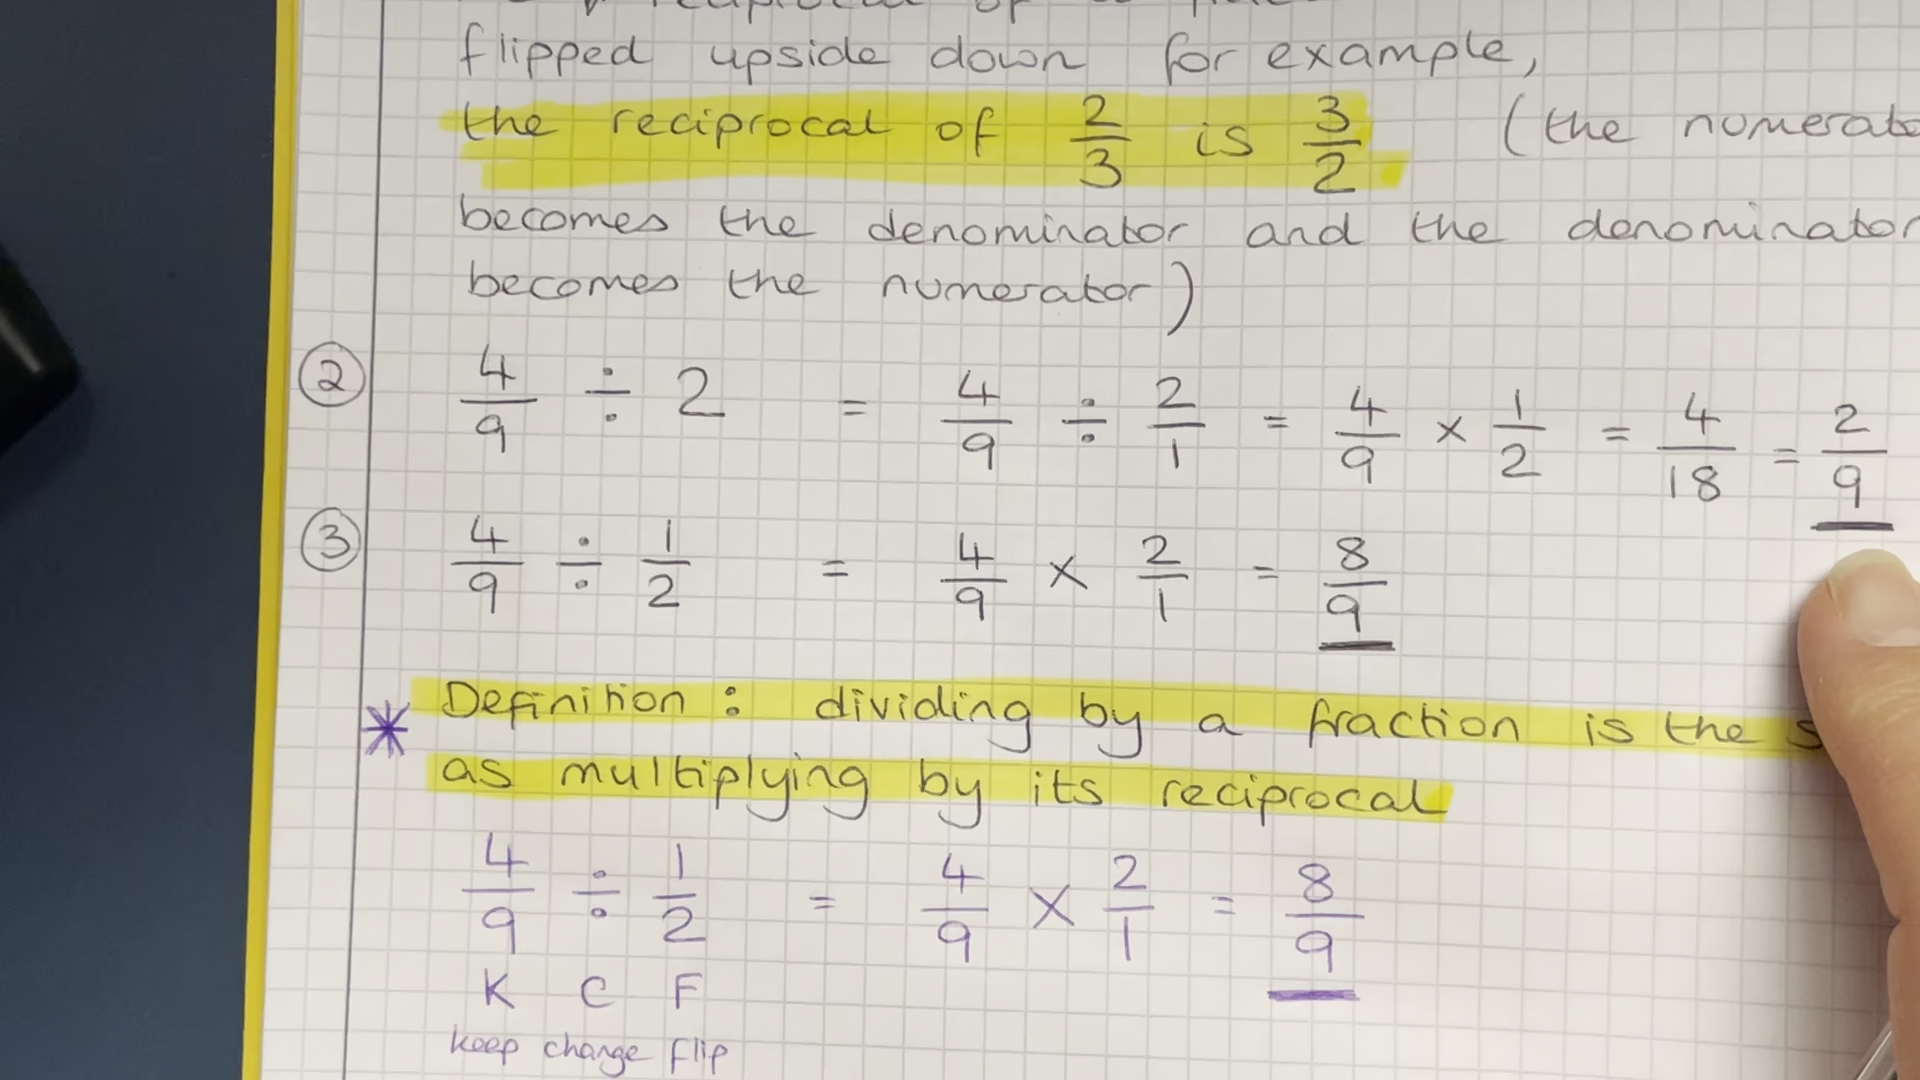 reciprocal of a
flipped upside down for example,
the reciprocal of 2/3 is 3/2 (the numerat
becomes the denominator and the denominator
becomes the numerator)
② 4/9 ÷ 2 = 4/9 ÷ 2/1 = 4/9 × 1/2 = 4/18 = 2/9
③ 4/9 ÷ 1/2 = 4/9 × 2/1 = 8/9
* Definition : dividing by a fraction is the s
as multiplying by its reciprocal
4/9 ÷ 1/2 = 4/9 × 2/1 = 8/9
K C F
keep change flip